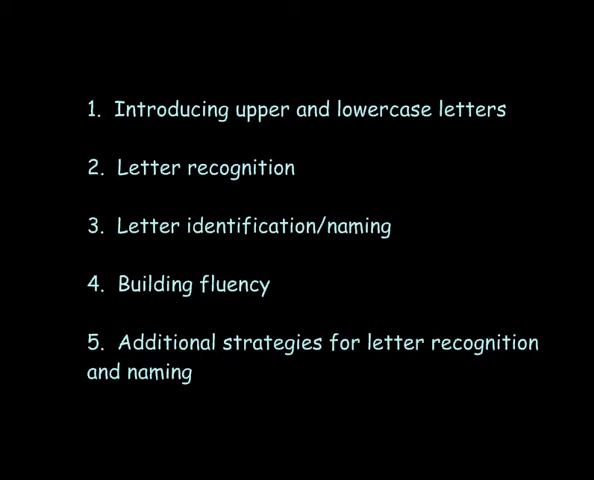 1. Introducing upper and lowercase letters
2. Letter recognition
3. Letter identification/naming
4. Building fluency
5. Additional strategies for letter recognition
and naming